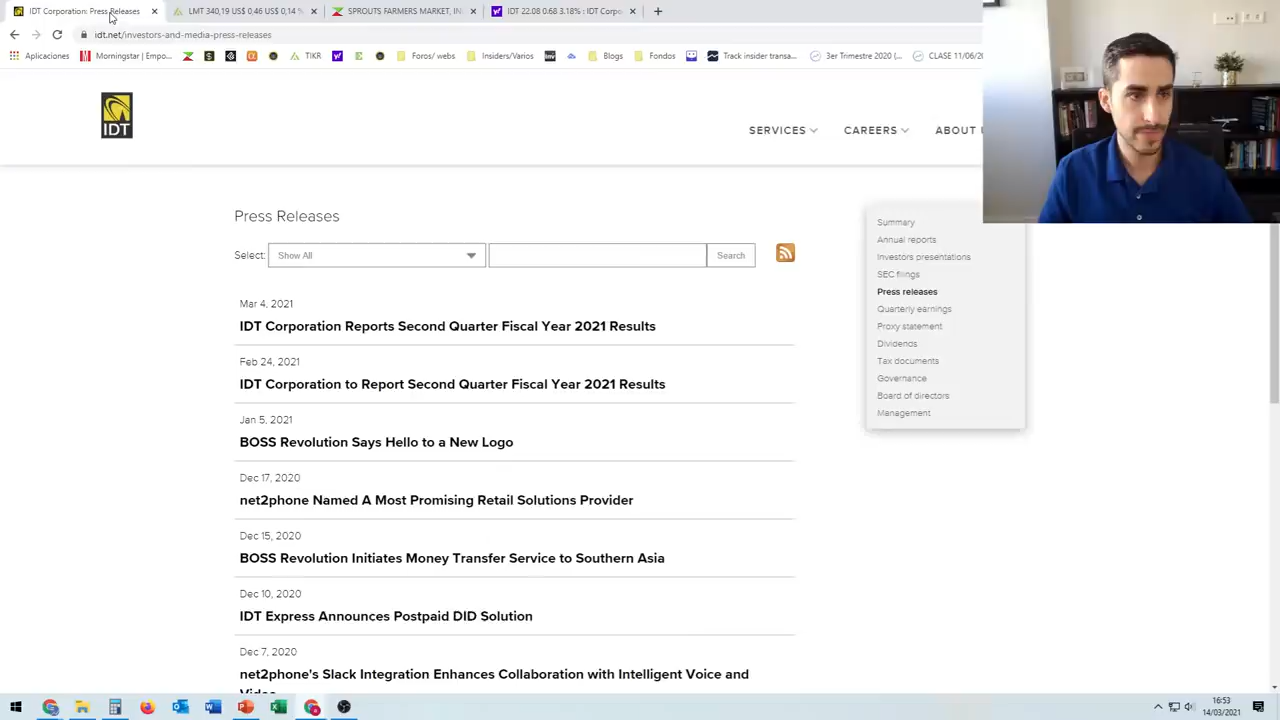 IDT Corporation: Press Releases
LMT 340,19 US$ 0,46 US$ 0,14 %
SPROUTS FARMERS MARKET, IN
IDT 22.08 0.68 3.18% : IDT Corp
idt.net/investors-and-media-press-releases
Aplicaciones
Morningstar | Empo...
TIKR
Foros/ webs
Insiders/Varios
Blogs
Fondos
Track insider transa...
3er Trimestre 2020 (...
CLASE 11/06/
IDT
SERVICES
CAREERS
ABOUT
Press Releases
Select:
Show All
Search
Mar 4, 2021
IDT Corporation Reports Second Quarter Fiscal Year 2021 Results
Feb 24, 2021
IDT Corporation to Report Second Quarter Fiscal Year 2021 Results
Jan 5, 2021
BOSS Revolution Says Hello to a New Logo
Dec 17, 2020
net2phone Named A Most Promising Retail Solutions Provider
Dec 15, 2020
BOSS Revolution Initiates Money Transfer Service to Southern Asia
Dec 10, 2020
IDT Express Announces Postpaid DID Solution
Dec 7, 2020
net2phone's Slack Integration Enhances Collaboration with Intelligent Voice and
Video
Summary
Annual reports
Investors presentations
SEC filings
Press releases
Quarterly earnings
Proxy statement
Dividends
Tax documents
Governance
Board of directors
Management
16:53
14/03/2021